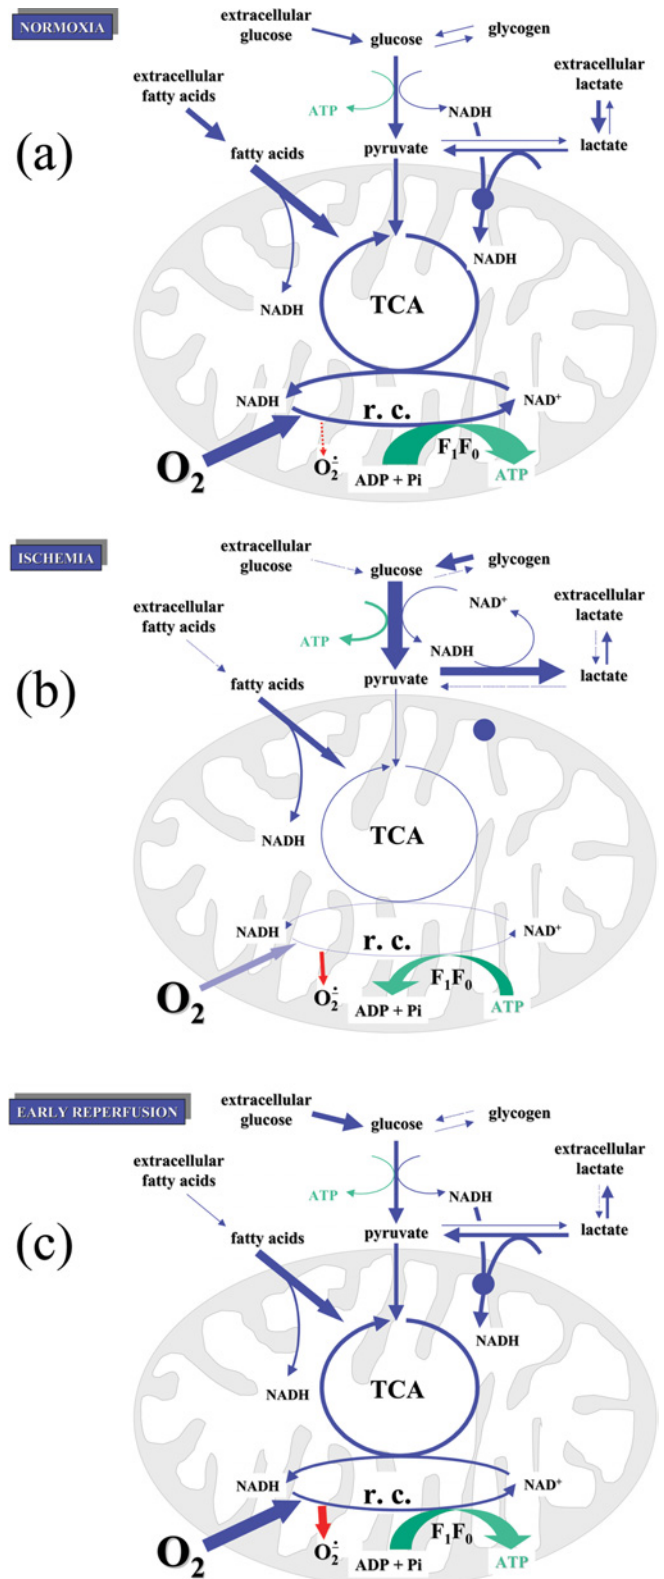 NORMOXIA
extracellular
glucose
glucose
glycogen
extracellular
fatty acids
extracellular
lactate
ATP
NADH
(a)
fatty acids
pyruvate
lactate
NADH
NADH
TCA
NADH
r. c.
NAD⁺
O₂
O₂∸
ADP + Pi
F₁F₀
ATP
ISCHEMIA
extracellular
glucose
glucose
glycogen
extracellular
fatty acids
NAD⁺
extracellular
lactate
ATP
NADH
(b)
fatty acids
pyruvate
lactate
NADH
TCA
NADH
r. c.
NAD⁺
O₂
O₂∸
ADP + Pi
F₁F₀
ATP
EARLY REPERFUSION
extracellular
glucose
glucose
glycogen
extracellular
fatty acids
extracellular
lactate
ATP
NADH
(c)
fatty acids
pyruvate
lactate
NADH
NADH
TCA
NADH
r. c.
NAD⁺
O₂
O₂∸
ADP + Pi
F₁F₀
ATP